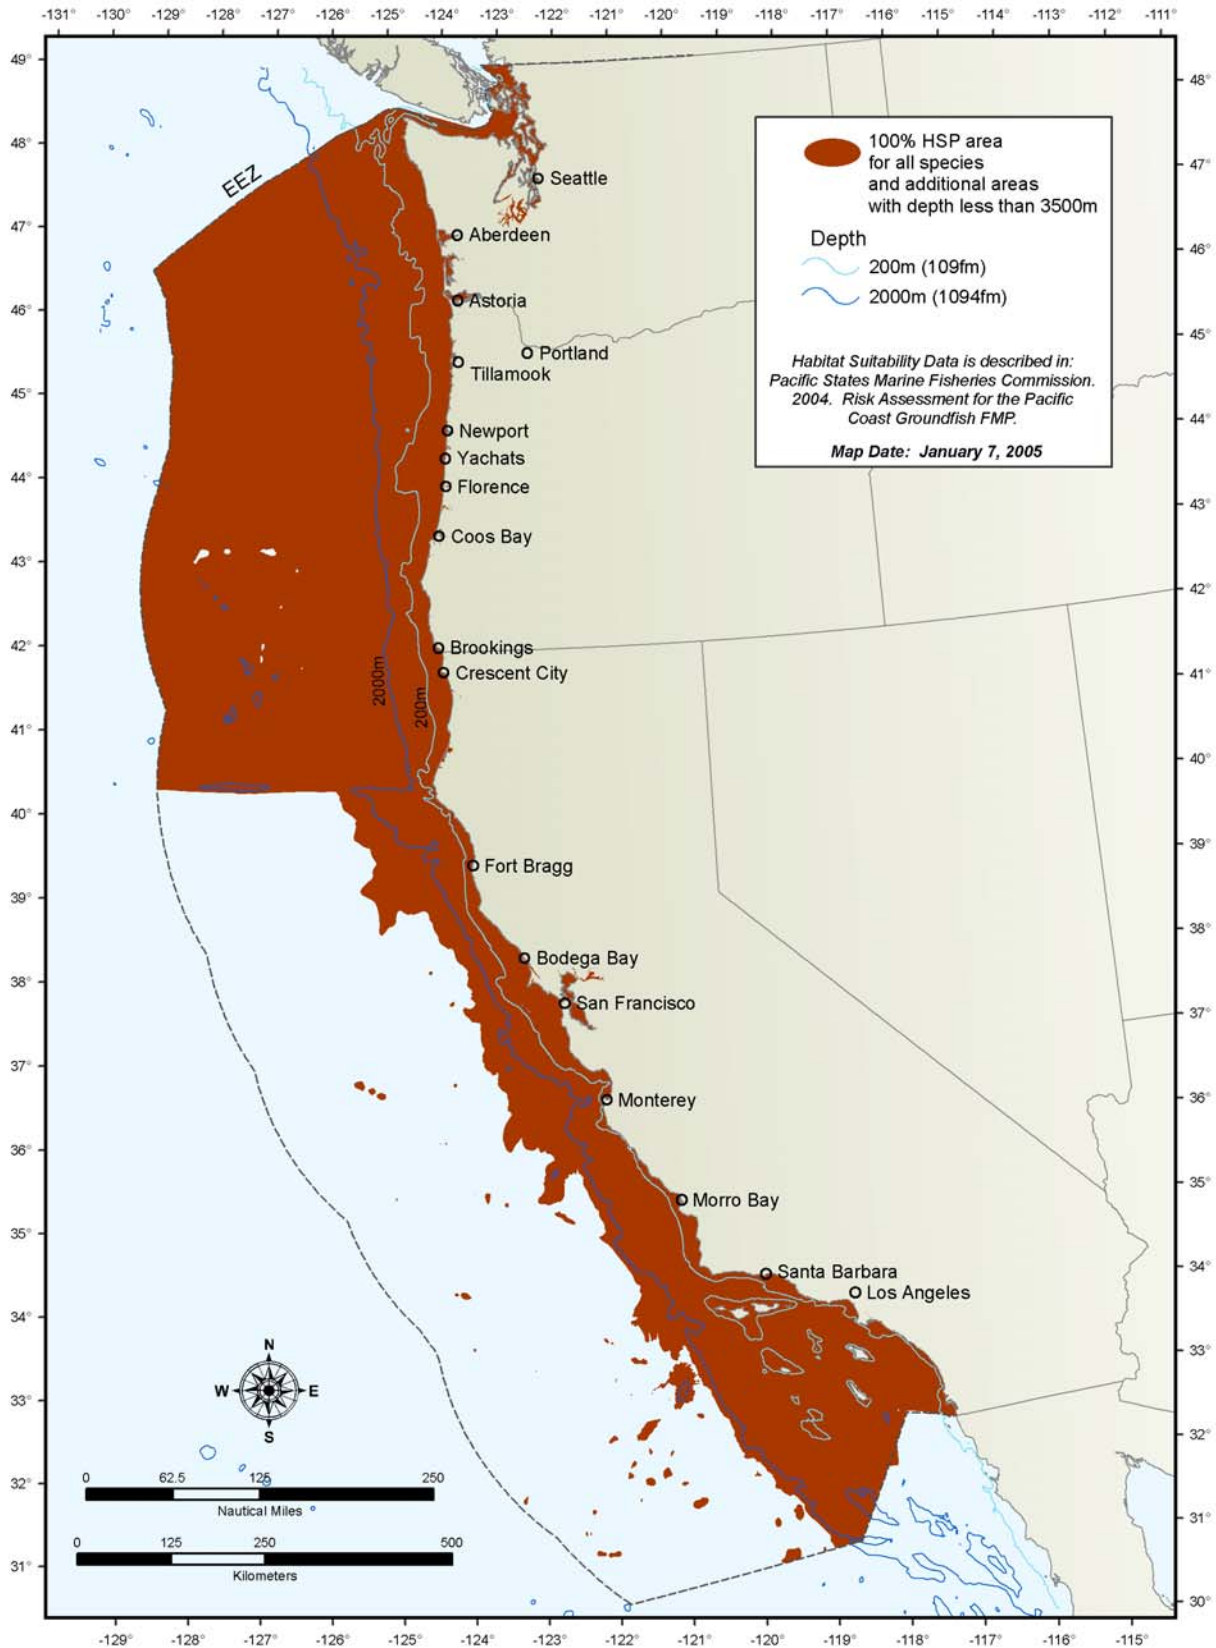 -131° -130° -129° -128° -127° -126° -125° -124° -123° -122° -121° -120° -119° -118° -117° -116° -115° -114° -113° -112° -111°
49°
48°
47°
46°
45°
44°
43°
42°
41°
40°
39°
38°
37°
36°
35°
34°
33°
32°
31°
48°
47°
46°
45°
44°
43°
42°
41°
40°
39°
38°
37°
36°
35°
34°
33°
32°
31°
30°
100% HSP area
for all species
and additional areas
with depth less than 3500m
Depth
200m (109fm)
2000m (1094fm)
Habitat Suitability Data is described in:
Pacific States Marine Fisheries Commission.
2004. Risk Assessment for the Pacific
Coast Groundfish FMP.
Map Date: January 7, 2005
EEZ
Seattle
Aberdeen
Astoria
Portland
Tillamook
Newport
Yachats
Florence
Coos Bay
Brookings
Crescent City
2000m
200m
Fort Bragg
Bodega Bay
San Francisco
Monterey
Morro Bay
Santa Barbara
Los Angeles
N
W E
S
0 62.5 125 250
Nautical Miles
0 125 250 500
Kilometers
-129° -128° -127° -126° -125° -124° -123° -122° -121° -120° -119° -118° -117° -116° -115°